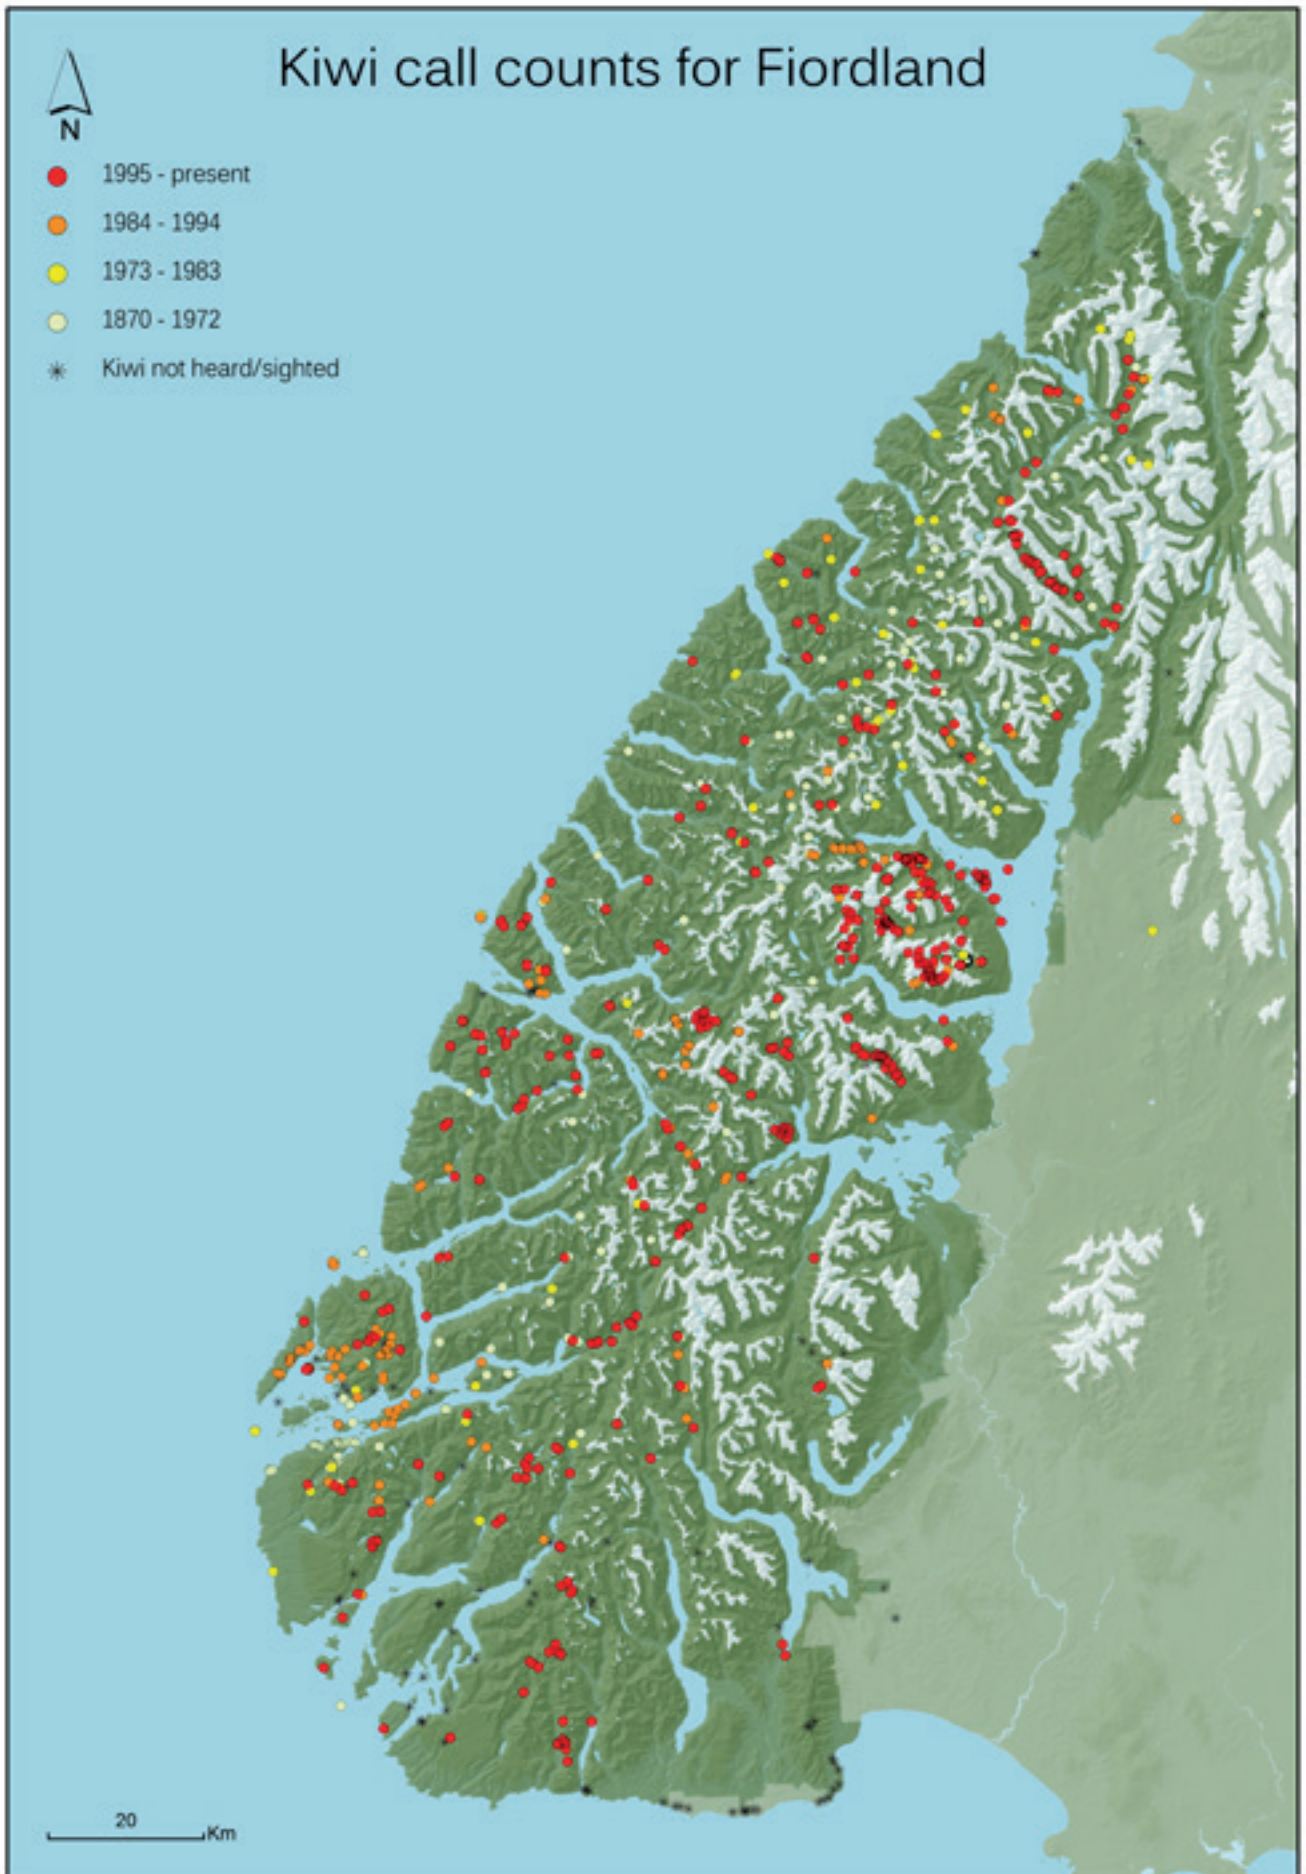 Kiwi call counts for Fiordland
N
1995 - present
1984 - 1994
1973 - 1983
1870 - 1972
Kiwi not heard/sighted
20
Km